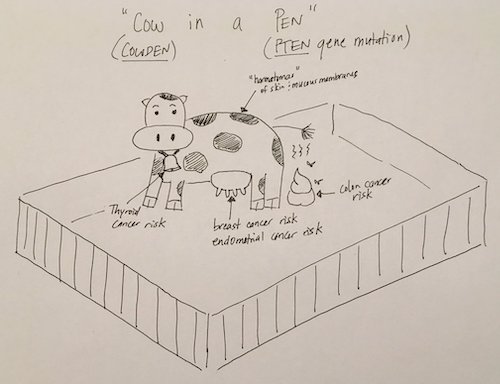 "COW in a PEN"
(COWDEN) (PTEN gene mutation)
"hamartomas"
of skin + mucous membranes
Thyroid
cancer risk
breast cancer risk
endometrial cancer risk
colon cancer
risk